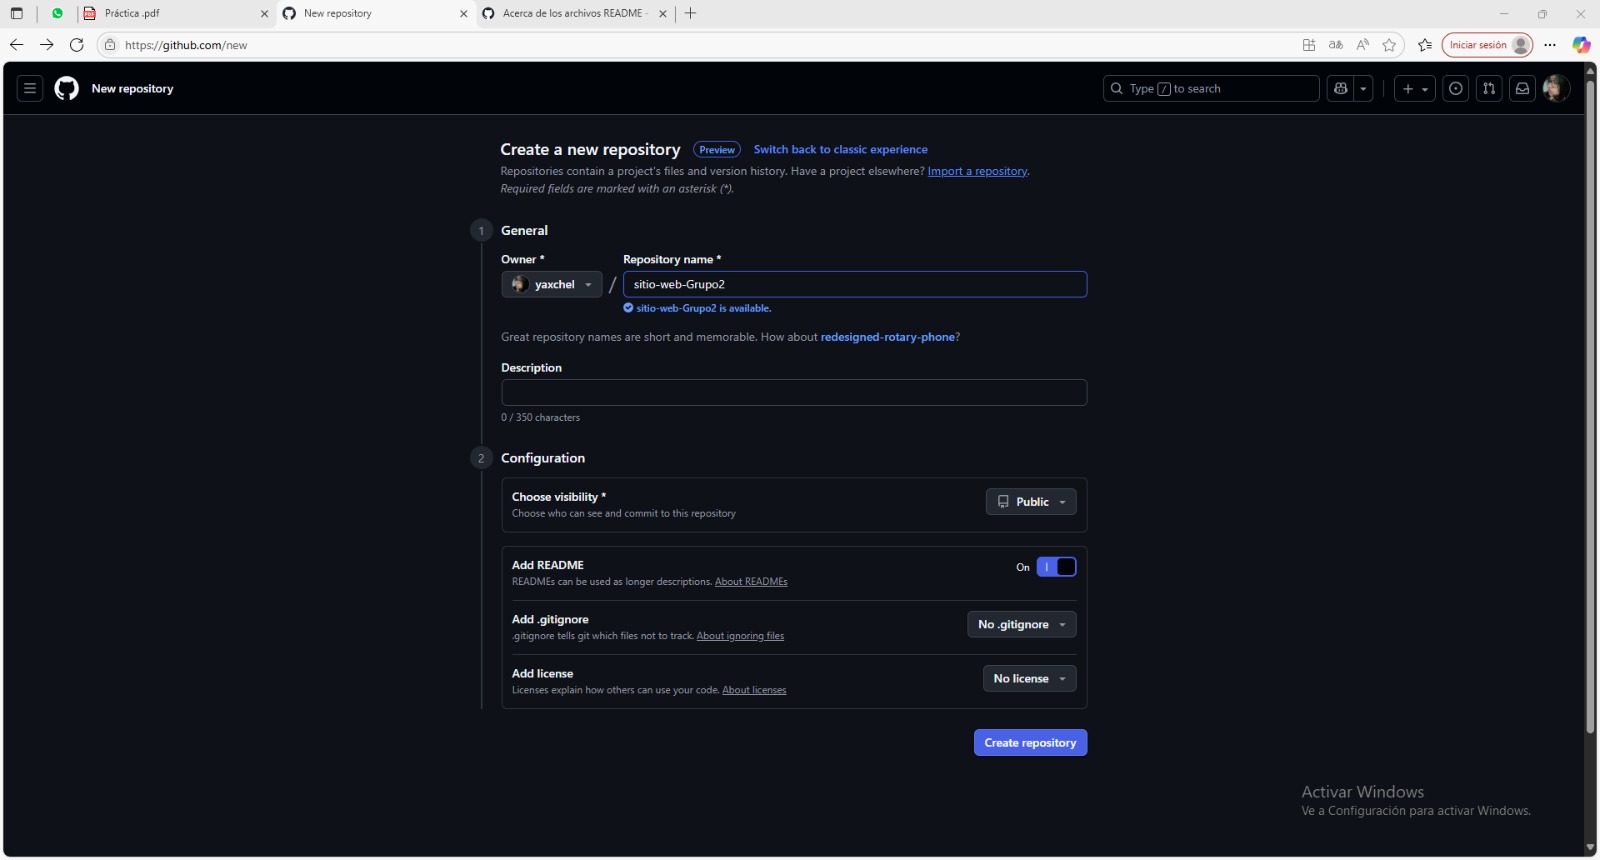 Práctica .pdf
New repository
Acerca de los archivos README -
https://github.com/new
Iniciar sesión
New repository
Type / to search
Create a new repository Preview Switch back to classic experience
Repositories contain a project's files and version history. Have a project elsewhere? Import a repository.
Required fields are marked with an asterisk (*).
1 General
Owner * Repository name *
yaxchel / sitio-web-Grupo2
sitio-web-Grupo2 is available.
Great repository names are short and memorable. How about redesigned-rotary-phone?
Description
0 / 350 characters
2 Configuration
Choose visibility *
Choose who can see and commit to this repository
Public
Add README
READMEs can be used as longer descriptions. About READMEs
On
Add .gitignore
.gitignore tells git which files not to track. About ignoring files
No .gitignore
Add license
Licenses explain how others can use your code. About licenses
No license
Create repository
Activar Windows
Ve a Configuración para activar Windows.